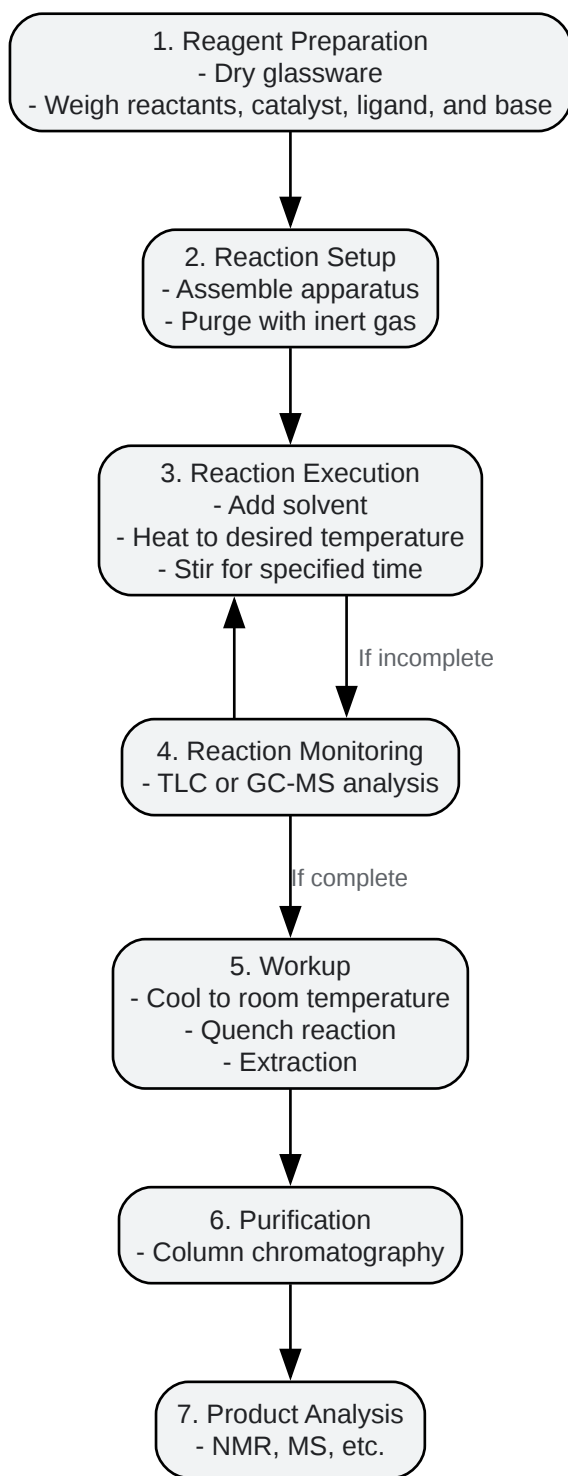 1. Reagent Preparation
- Dry glassware
- Weigh reactants, catalyst, ligand, and base
2. Reaction Setup
- Assemble apparatus
- Purge with inert gas
3. Reaction Execution
- Add solvent
- Heat to desired temperature
- Stir for specified time
If incomplete
4. Reaction Monitoring
- TLC or GC-MS analysis
If complete
5. Workup
- Cool to room temperature
- Quench reaction
- Extraction
6. Purification
- Column chromatography
7. Product Analysis
- NMR, MS, etc.